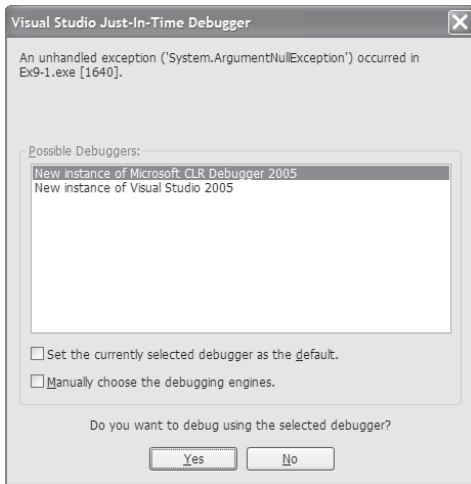 Visual Studio Just-In-Time Debugger
An unhandled exception ('System.ArgumentNullException') occurred in
Ex9-1.exe [1640].
Possible Debuggers:
New instance of Microsoft CLR Debugger 2005
New instance of Visual Studio 2005
Set the currently selected debugger as the default.
Manually choose the debugging engines.
Do you want to debug using the selected debugger?
Yes
No